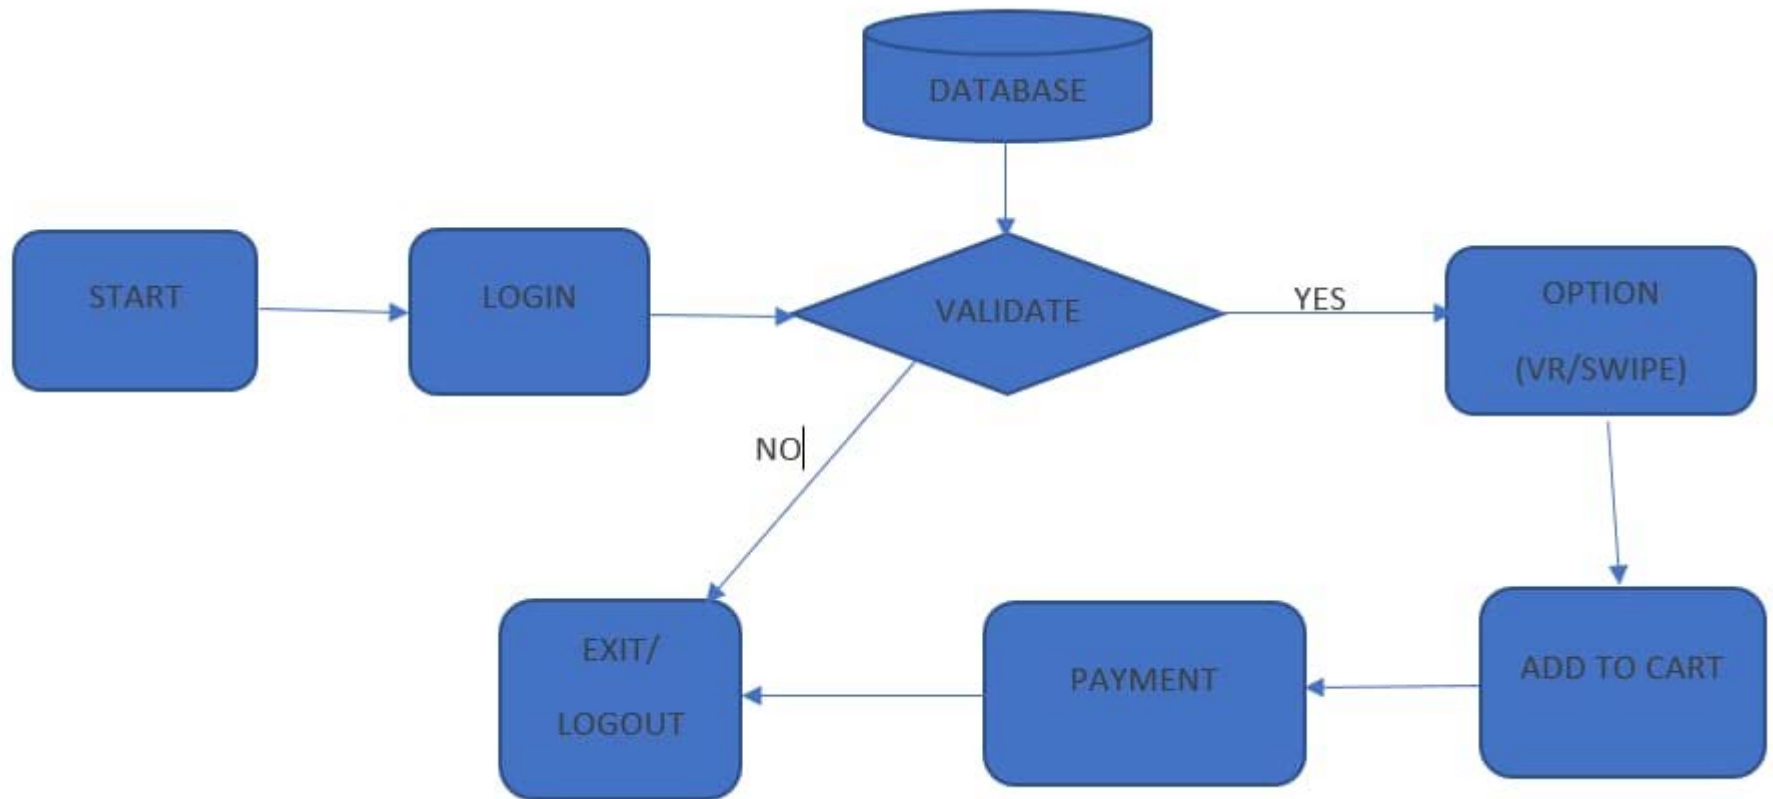 DATABASE
START
LOGIN
VALIDATE
YES
OPTION
(VR/SWIPE)
NO
EXIT/
LOGOUT
PAYMENT
ADD TO CART